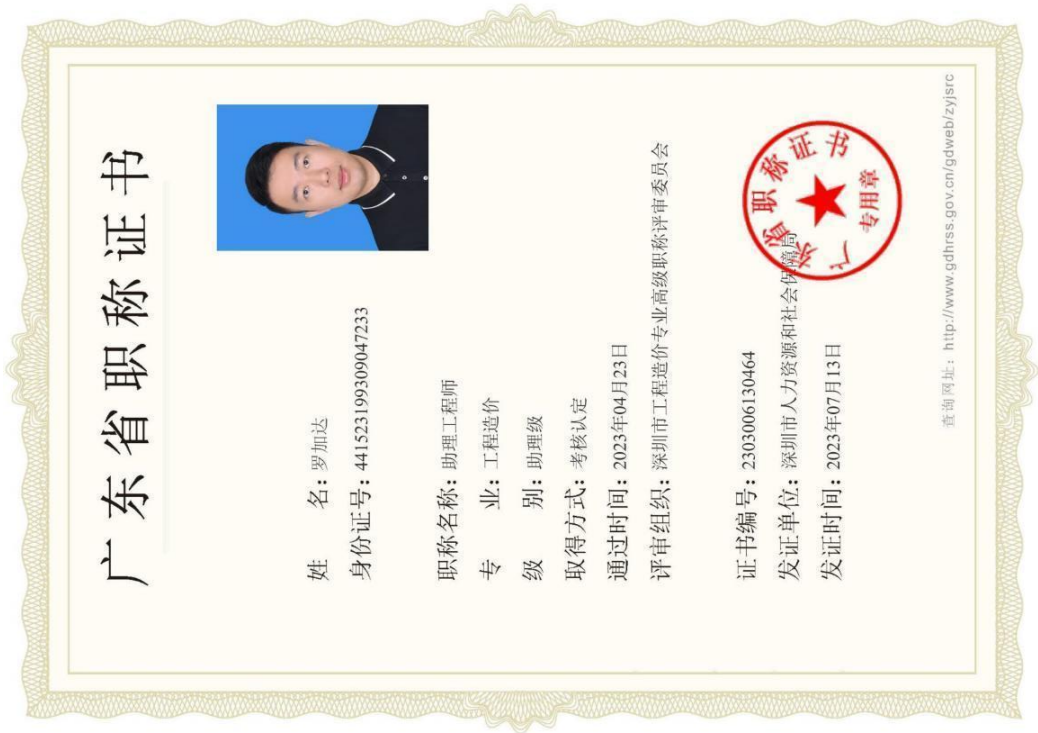 广东省职称证书
姓 名：罗加达
身份证号：441523199309047233
职称名称：助理工程师
专 业：工程造价
级 别：助理级
取得方式：考核认定
通过时间：2023年04月23日
评审组织：深圳市工程造价专业高级职称评审委员会
证书编号：2303006130464
发证单位：深圳市人力资源和社会保障局
发证时间：2023年07月13日
广东省职称证书
专用章
查询网址：http://www.gdhrss.gov.cn/gdweb/zyjsrc